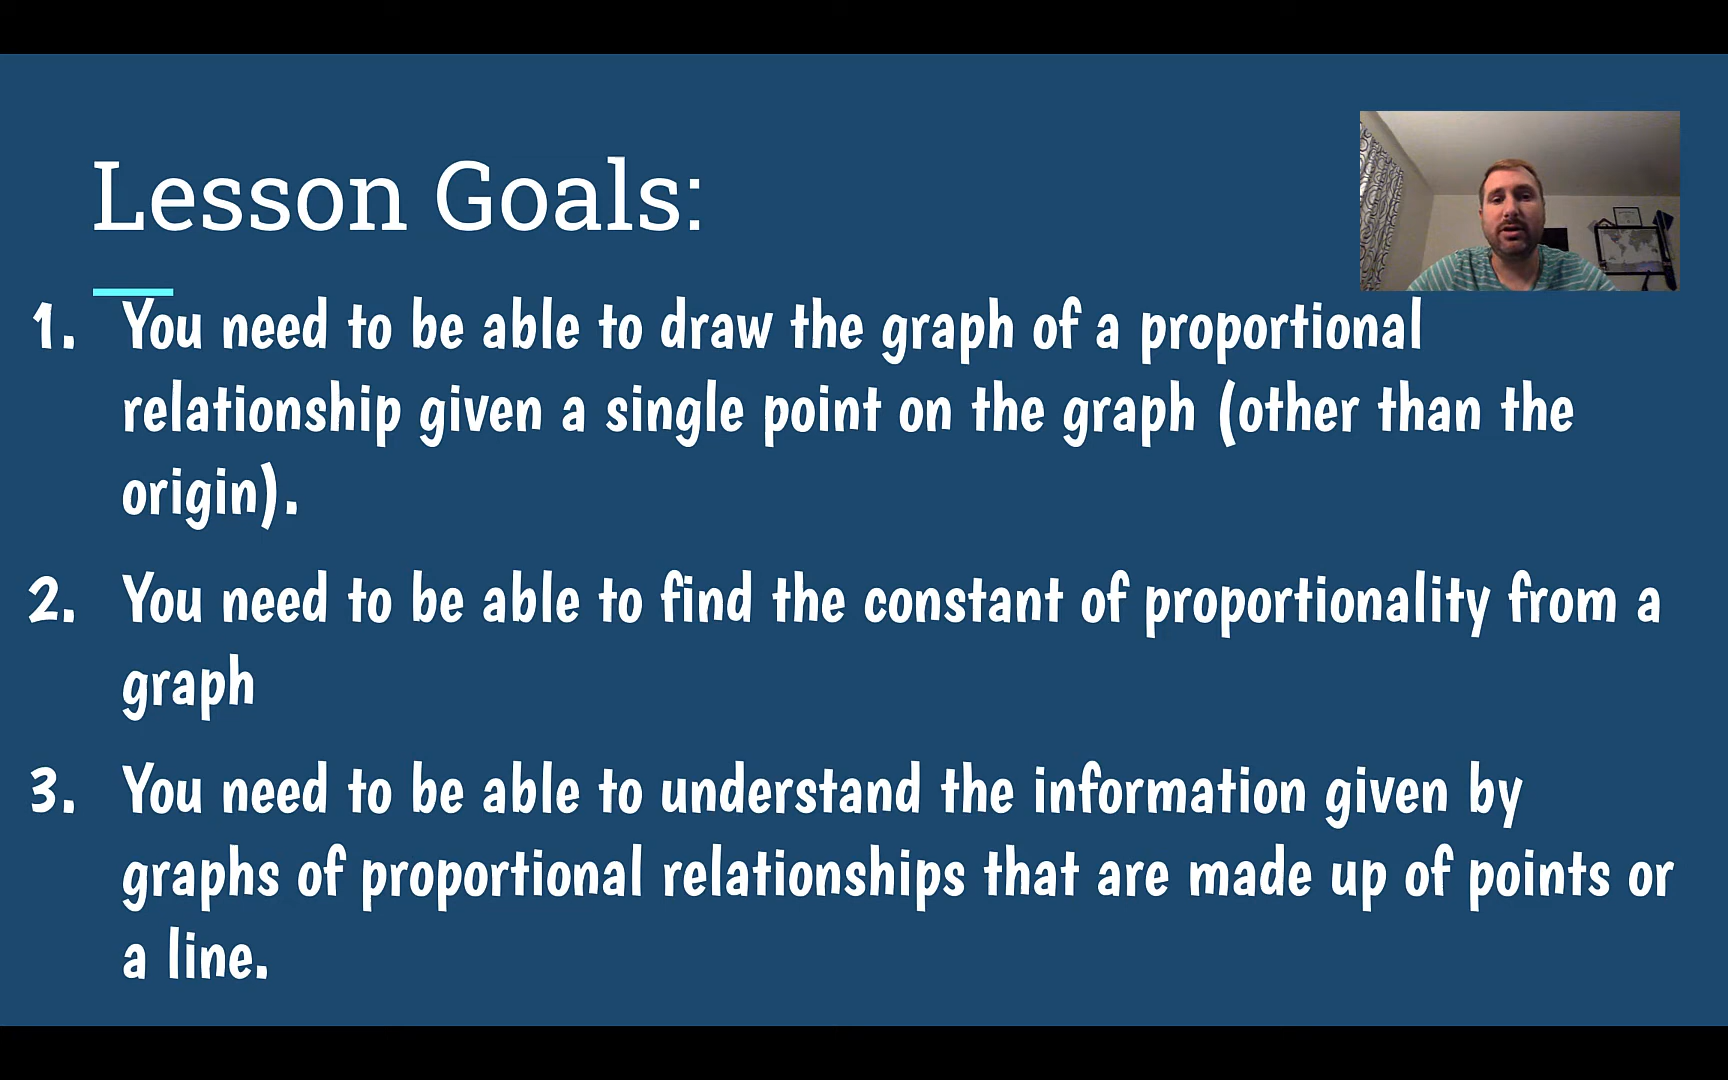 Lesson Goals:
1. You need to be able to draw the graph of a proportional
relationship given a single point on the graph (other than the
origin).
2. You need to be able to find the constant of proportionality from a
graph
3. You need to be able to understand the information given by
graphs of proportional relationships that are made up of points or
a line.